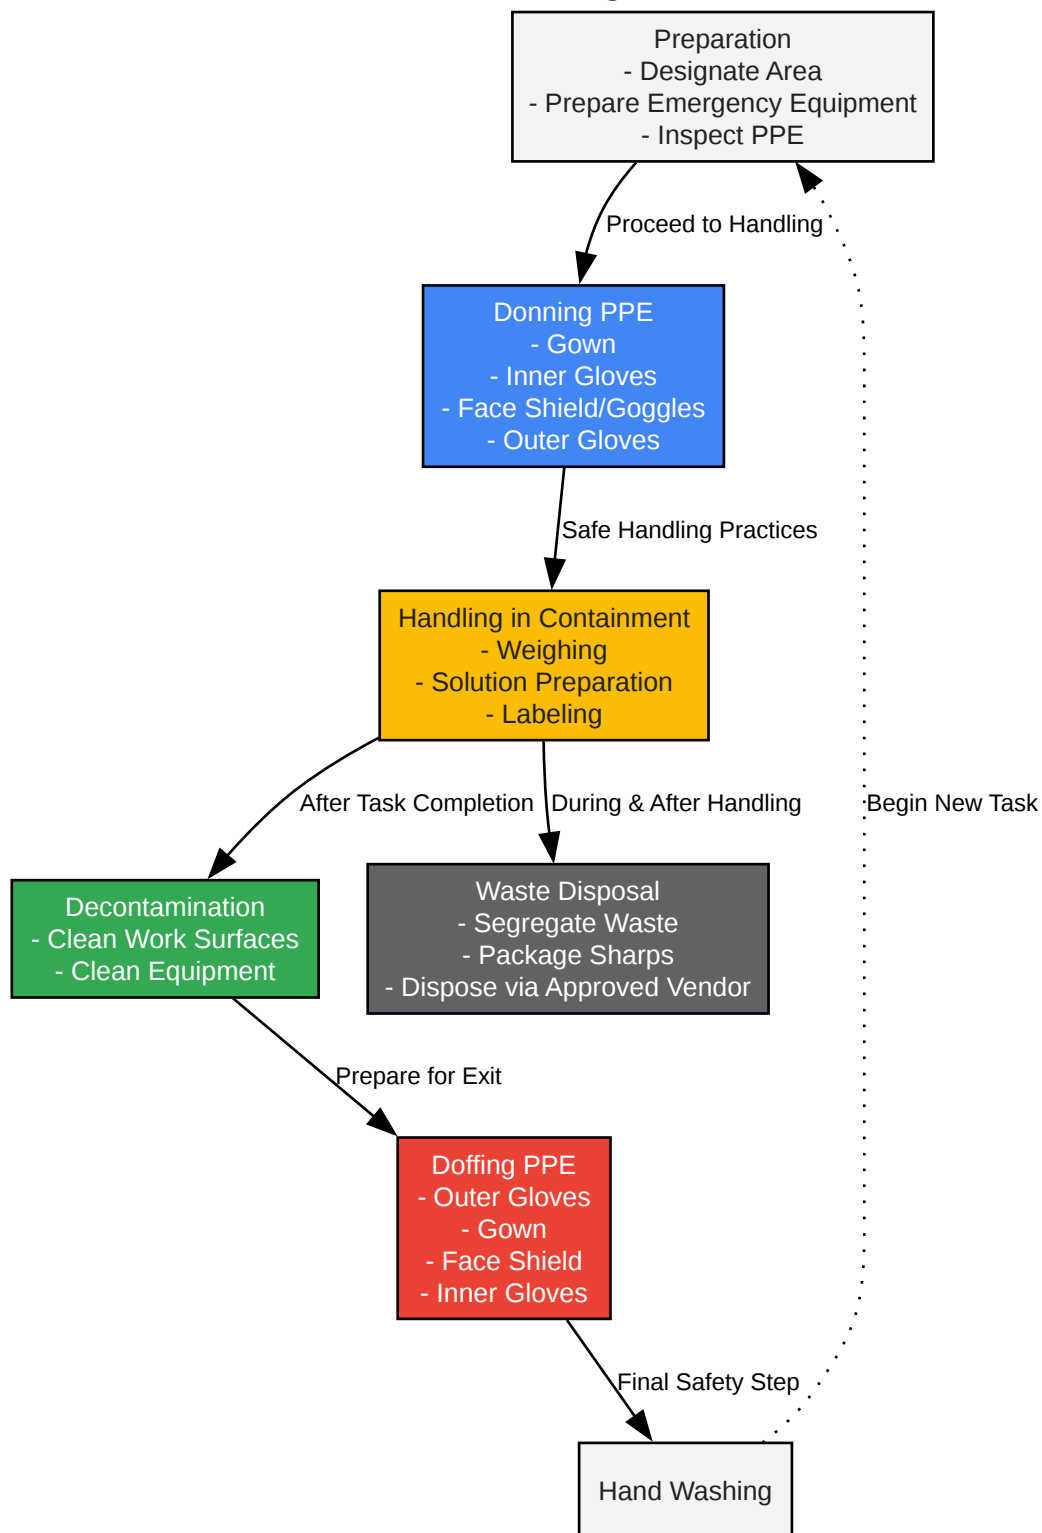 Preparation
- Designate Area
- Prepare Emergency Equipment
- Inspect PPE
Proceed to Handling
Donning PPE
- Gown
- Inner Gloves
- Face Shield/Goggles
- Outer Gloves
Safe Handling Practices
Handling in Containment
- Weighing
- Solution Preparation
- Labeling
After Task Completion
During & After Handling
Begin New Task
Decontamination
- Clean Work Surfaces
- Clean Equipment
Waste Disposal
- Segregate Waste
- Package Sharps
- Dispose via Approved Vendor
Prepare for Exit
Doffing PPE
- Outer Gloves
- Gown
- Face Shield
- Inner Gloves
Final Safety Step
Hand Washing